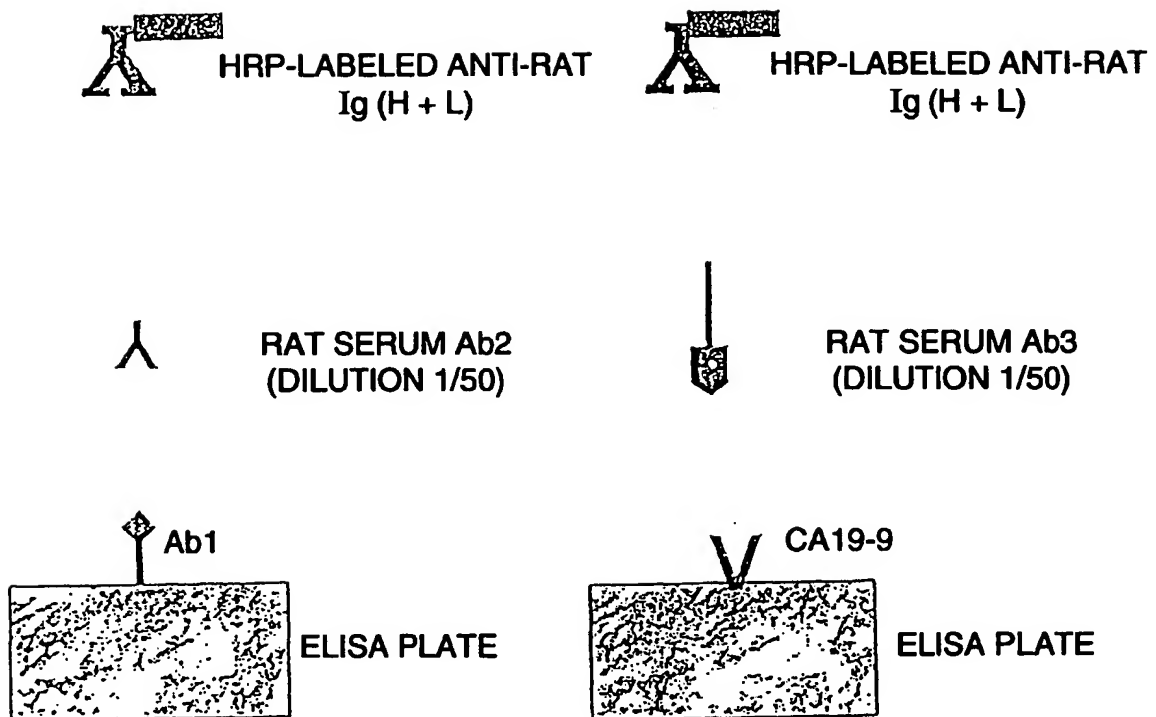 HRP-LABELED ANTI-RAT
Ig (H + L)
HRP-LABELED ANTI-RAT
Ig (H + L)
RAT SERUM Ab2
(DILUTION 1/50)
RAT SERUM Ab3
(DILUTION 1/50)
Ab1
CA19-9
ELISA PLATE
ELISA PLATE